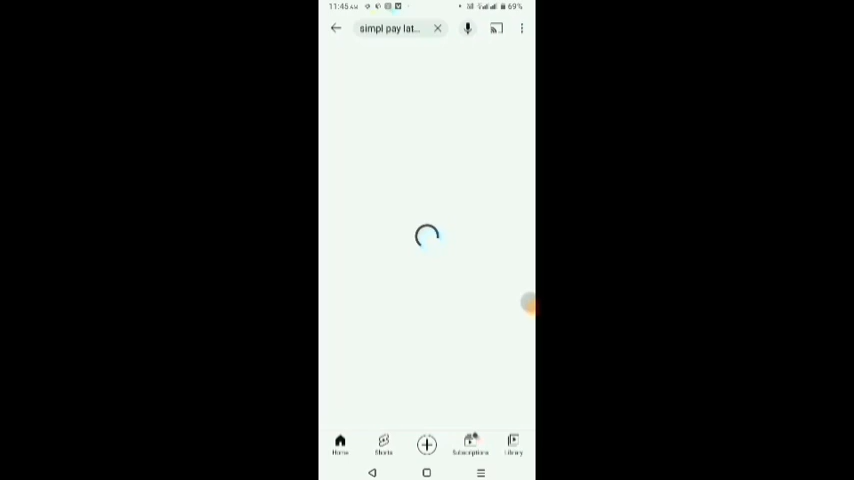 11:45 AM
69%
simpl pay lat...
Home
Shorts
Subscriptions
Library